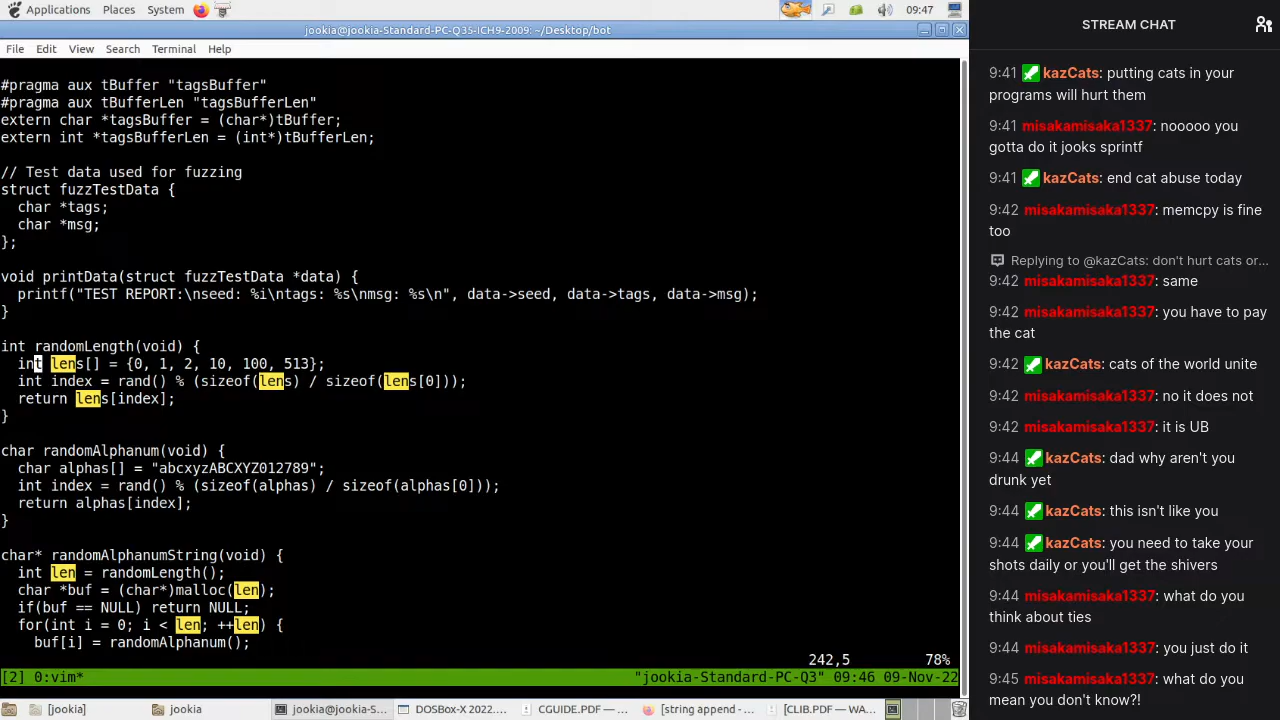 Applications Places System 09:47
jookia@jookia-Standard-PC-Q35-ICH9-2009: ~/Desktop/bot
File Edit View Search Terminal Help
#pragma aux tBuffer "tagsBuffer"
#pragma aux tBufferLen "tagsBufferLen"
extern char *tagsBuffer = (char*)tBuffer;
extern int *tagsBufferLen = (int*)tBufferLen;
// Test data used for fuzzing
struct fuzzTestData {
char *tags;
char *msg;
};
void printData(struct fuzzTestData *data) {
printf("TEST REPORT:\nseed: %i\ntags: %s\nmsg: %s\n", data->seed, data->tags, data->msg);
}
int randomLength(void) {
int lens[] = {0, 1, 2, 10, 100, 513};
int index = rand() % (sizeof(lens) / sizeof(lens[0]));
return lens[index];
}
char randomAlphanum(void) {
char alphas[] = "abcxyzABCXYZ012789";
int index = rand() % (sizeof(alphas) / sizeof(alphas[0]));
return alphas[index];
}
char* randomAlphanumString(void) {
int len = randomLength();
char *buf = (char*)malloc(len);
if(buf == NULL) return NULL;
for(int i = 0; i < len; ++len) {
buf[i] = randomAlphanum();
242,5 78%
[2] 0:vim* "jookia-Standard-PC-Q3" 09:46 09-Nov-22
[jookia] jookia jookia@jookia-S... DOSBox-X 2022.... CGUIDE.PDF — ... [string append - ... [CLIB.PDF — WA...
STREAM CHAT
9:41 kazCats: putting cats in your
programs will hurt them
9:41 misakamisaka1337: nooooo you
gotta do it jooks sprintf
9:41 kazCats: end cat abuse today
9:42 misakamisaka1337: memcpy is fine
too
Replying to @kazCats: don't hurt cats or...
9:42 misakamisaka1337: same
9:42 misakamisaka1337: you have to pay
the cat
9:42 kazCats: cats of the world unite
9:42 misakamisaka1337: no it does not
9:42 misakamisaka1337: it is UB
9:44 kazCats: dad why aren't you
drunk yet
9:44 kazCats: this isn't like you
9:44 kazCats: you need to take your
shots daily or you'll get the shivers
9:44 misakamisaka1337: what do you
think about ties
9:44 misakamisaka1337: you just do it
9:45 misakamisaka1337: what do you
mean you don't know?!